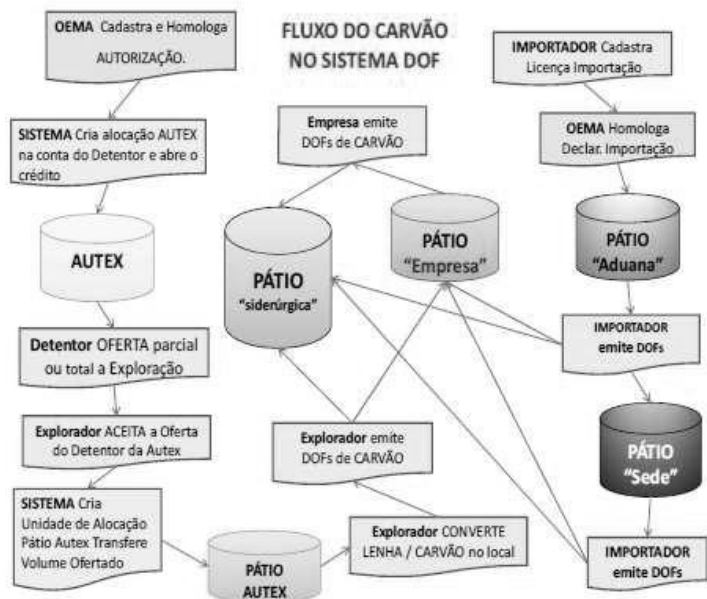 FLUXO DO CARVÃO
NO SISTEMA DOF
OEMA Cadastra e Homologa
AUTORIZAÇÃO.
SISTEMA Cria alocação AUTEX
na conta do Detentor e abre o
crédito
AUTEX
Detentor OFERTA parcial
ou total a Exploração
Explorador ACEITA a Oferta
do Detentor da Autex
SISTEMA Cria
Unidade de Alocação
Pátio Autex Transfere
Volume Ofertado
PÁTIO
AUTEX
Explorador CONVERTE
LENHA / CARVÃO no local
Explorador emite
DOFs de CARVÃO
Empresa emite
DOFs de CARVÃO
PÁTIO
"siderúrgica"
PÁTIO
"Empresa"
IMPORTADOR Cadastra
Licença Importação
OEMA Homologa
Declar. Importação
PÁTIO
"Aduana"
IMPORTADOR
emite DOFs
PÁTIO
"Sede"
IMPORTADOR
emite DOFs